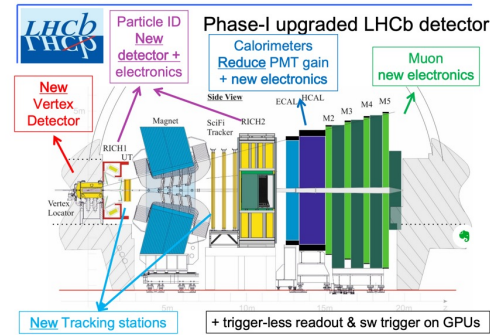 LHCb
LHCb
Phase-I upgraded LHCb detector
Particle ID
New
detector +
electronics
Calorimeters
Reduce PMT gain
+ new electronics
Muon
new electronics
New
Vertex
Detector
Side View
ECAL HCAL
M2 M3 M4 M5
Magnet
SciFi
Tracker
RICH2
RICH1
UT
Vertex
Locator
5m
10m
15m
20m
z
New Tracking stations
+ trigger-less readout & sw trigger on GPUs